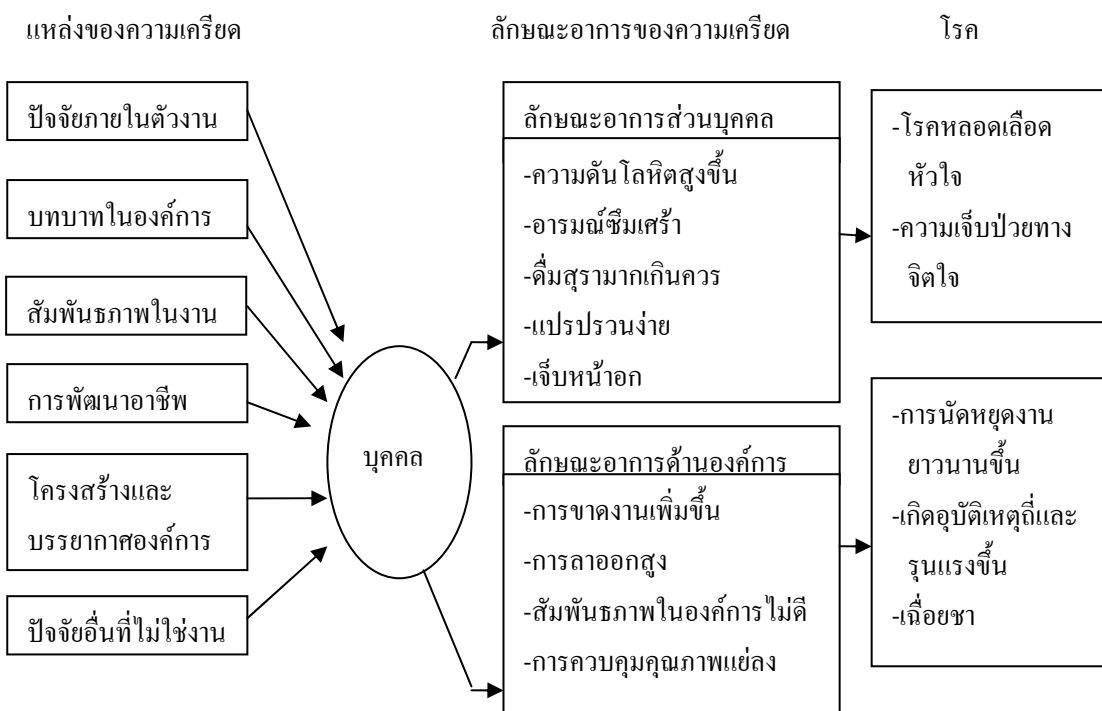 แหล่งของความเครียด
ลักษณะอาการของความเครียด
โรค
ปัจจัยภายในตัวงาน
บทบาทในองค์การ
สัมพันธภาพในงาน
การพัฒนาอาชีพ
โครงสร้างและ
บรรยากาศองค์การ
ปัจจัยอื่นที่ไม่ใช่งาน
บุคคล
ลักษณะอาการส่วนบุคคล
-ความดันโลหิตสูงขึ้น
-อารมณ์ซึมเศร้า
-ดื่มสุรามากเกินควร
-แปรปรวนง่าย
-เจ็บหน้าอก
ลักษณะอาการด้านองค์การ
-การขาดงานเพิ่มขึ้น
-การลาออกสูง
-สัมพันธภาพในองค์การไม่ดี
-การควบคุมคุณภาพแย่ลง
-โรคหลอดเลือด
หัวใจ
-ความเจ็บป่วยทาง
จิตใจ
-การนัดหยุดงาน
ยาวนานขึ้น
-เกิดอุบัติเหตุถี่และ
รุนแรงขึ้น
-เฉื่อยชา